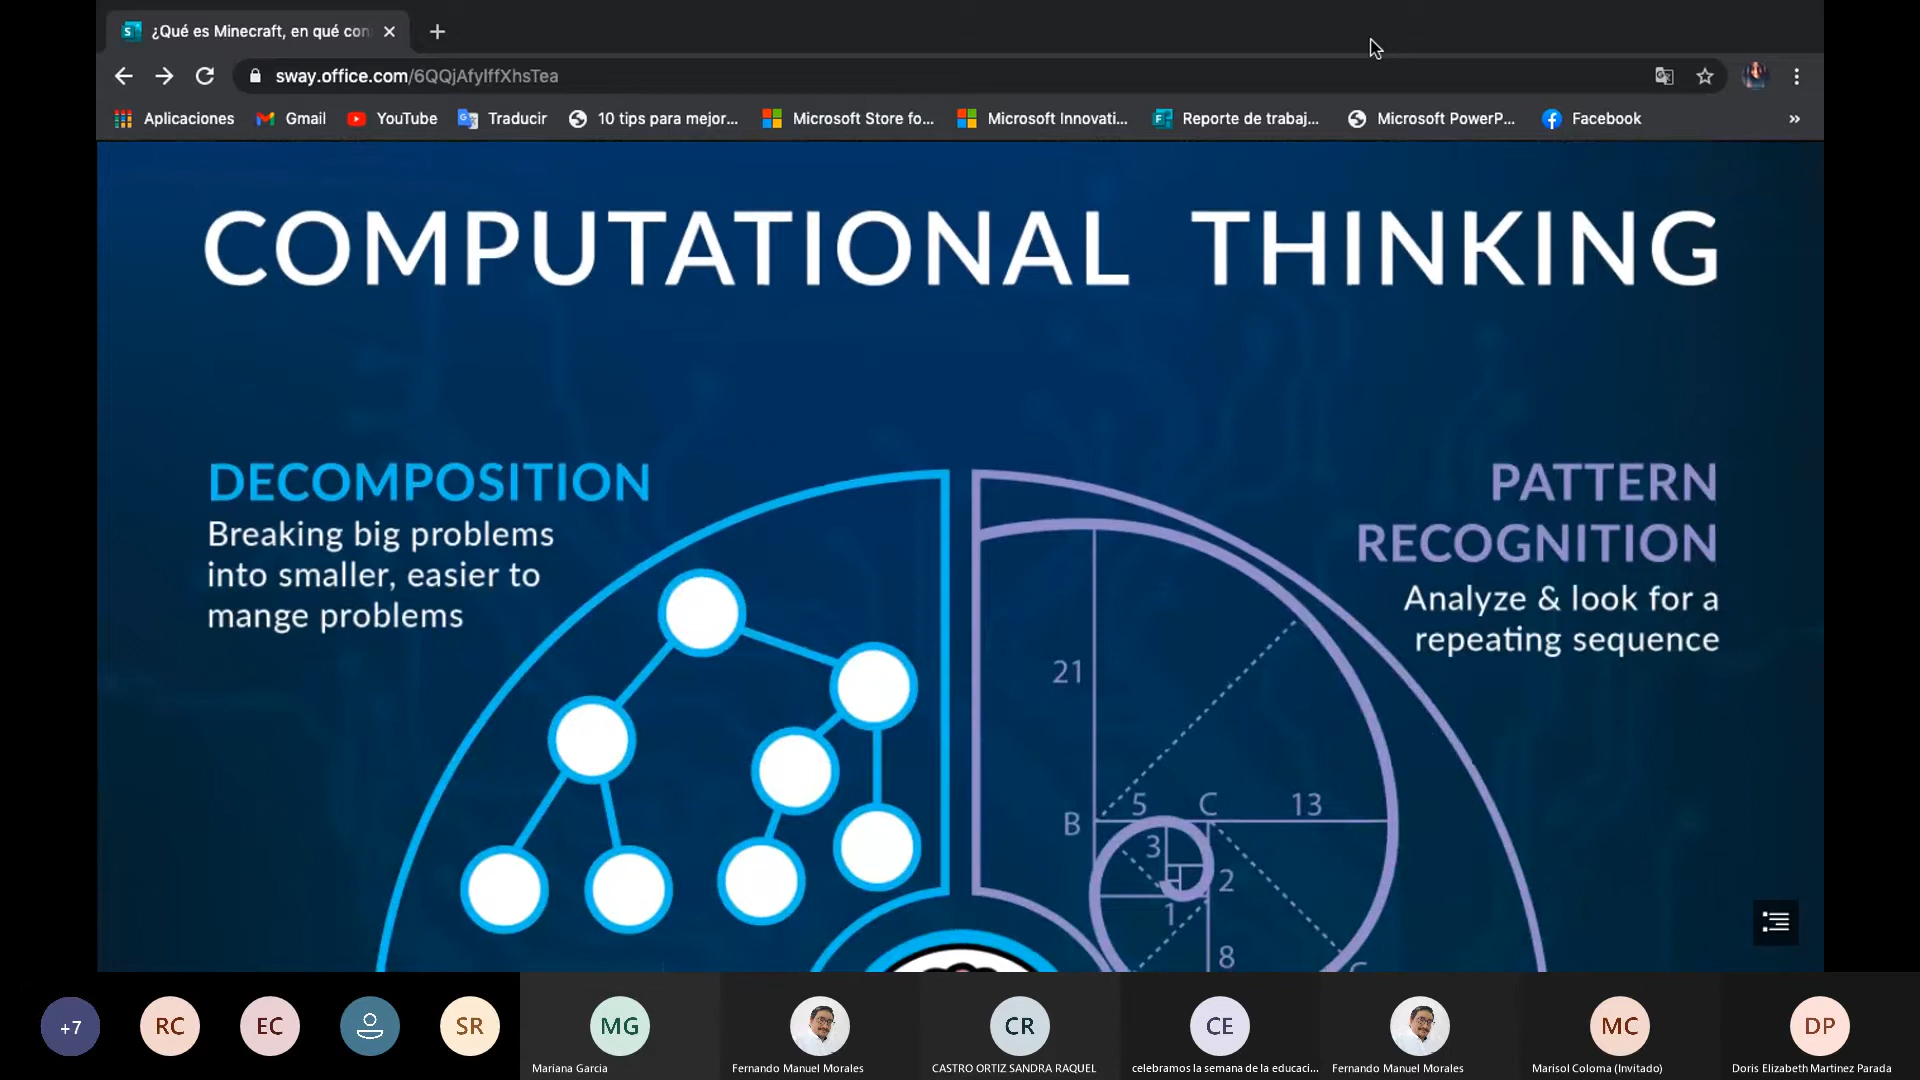 ¿Qué es Minecraft, en qué con
sway.office.com/6QQjAfyIffXhsTea
Aplicaciones
Gmail
YouTube
Traducir
10 tips para mejor...
Microsoft Store fo...
Microsoft Innovati...
Reporte de trabaj...
Microsoft PowerP...
Facebook
»
COMPUTATIONAL THINKING
DECOMPOSITION
Breaking big problems
into smaller, easier to
mange problems
PATTERN
RECOGNITION
Analyze & look for a
repeating sequence
21
B
5
C
13
3
2
1
8
+7
RC
EC
SR
MG
CR
CE
MC
DP
Mariana Garcia
Fernando Manuel Morales
CASTRO ORTIZ SANDRA RAQUEL
celebramos la semana de la educaci...
Fernando Manuel Morales
Marisol Coloma (Invitado)
Doris Elizabeth Martinez Parada